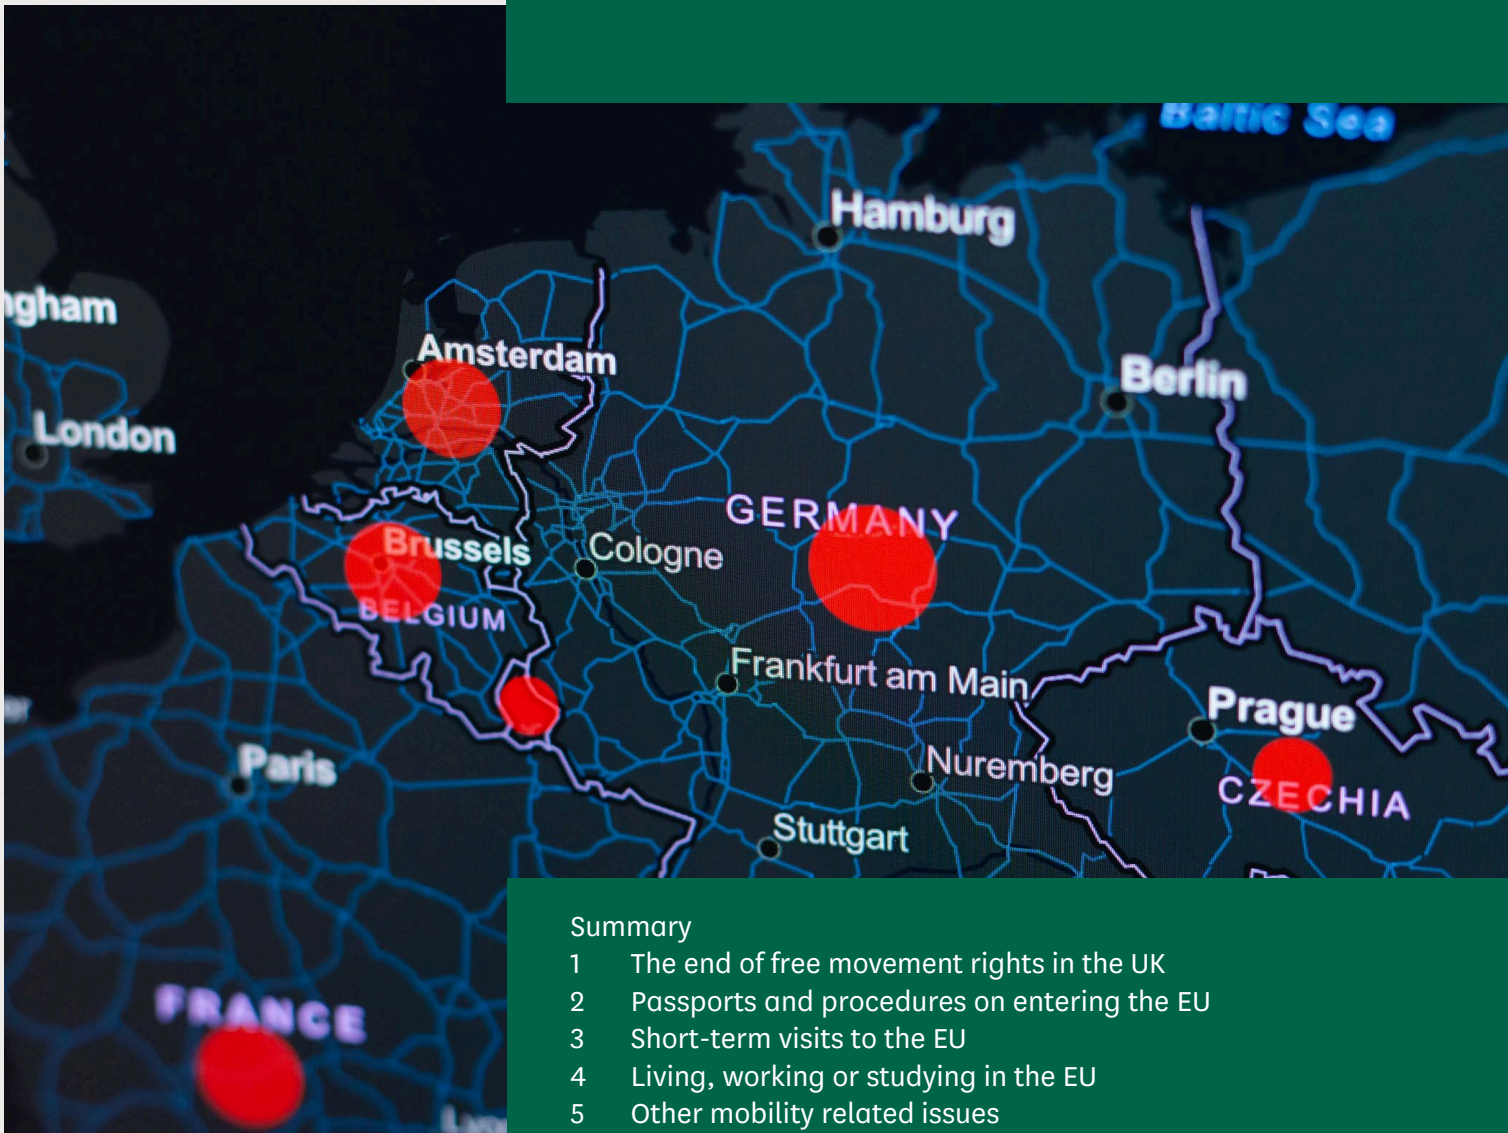 Baltic Sea
Hamburg
ngham
Amsterdam
Berlin
London
GERMANY
Brussels
Cologne
BELGIUM
Frankfurt am Main
Prague
Paris
Nuremberg
CZECHIA
Stuttgart
FRANCE
Summary
1 The end of free movement rights in the UK
2 Passports and procedures on entering the EU
3 Short-term visits to the EU
4 Living, working or studying in the EU
5 Other mobility related issues